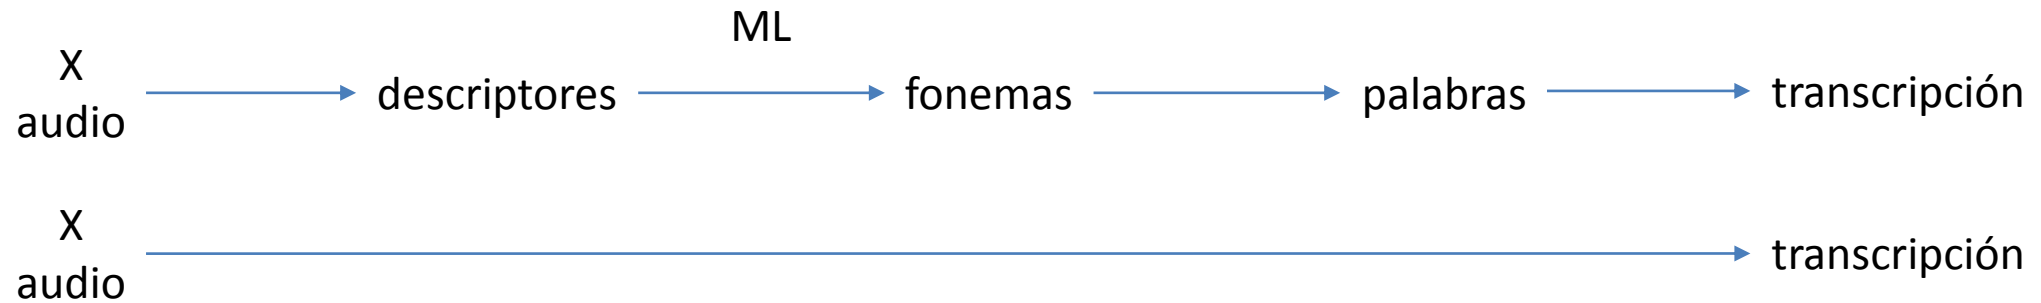 ML
X
audio
descriptores
fonemas
palabras
transcripción
X
audio
transcripción